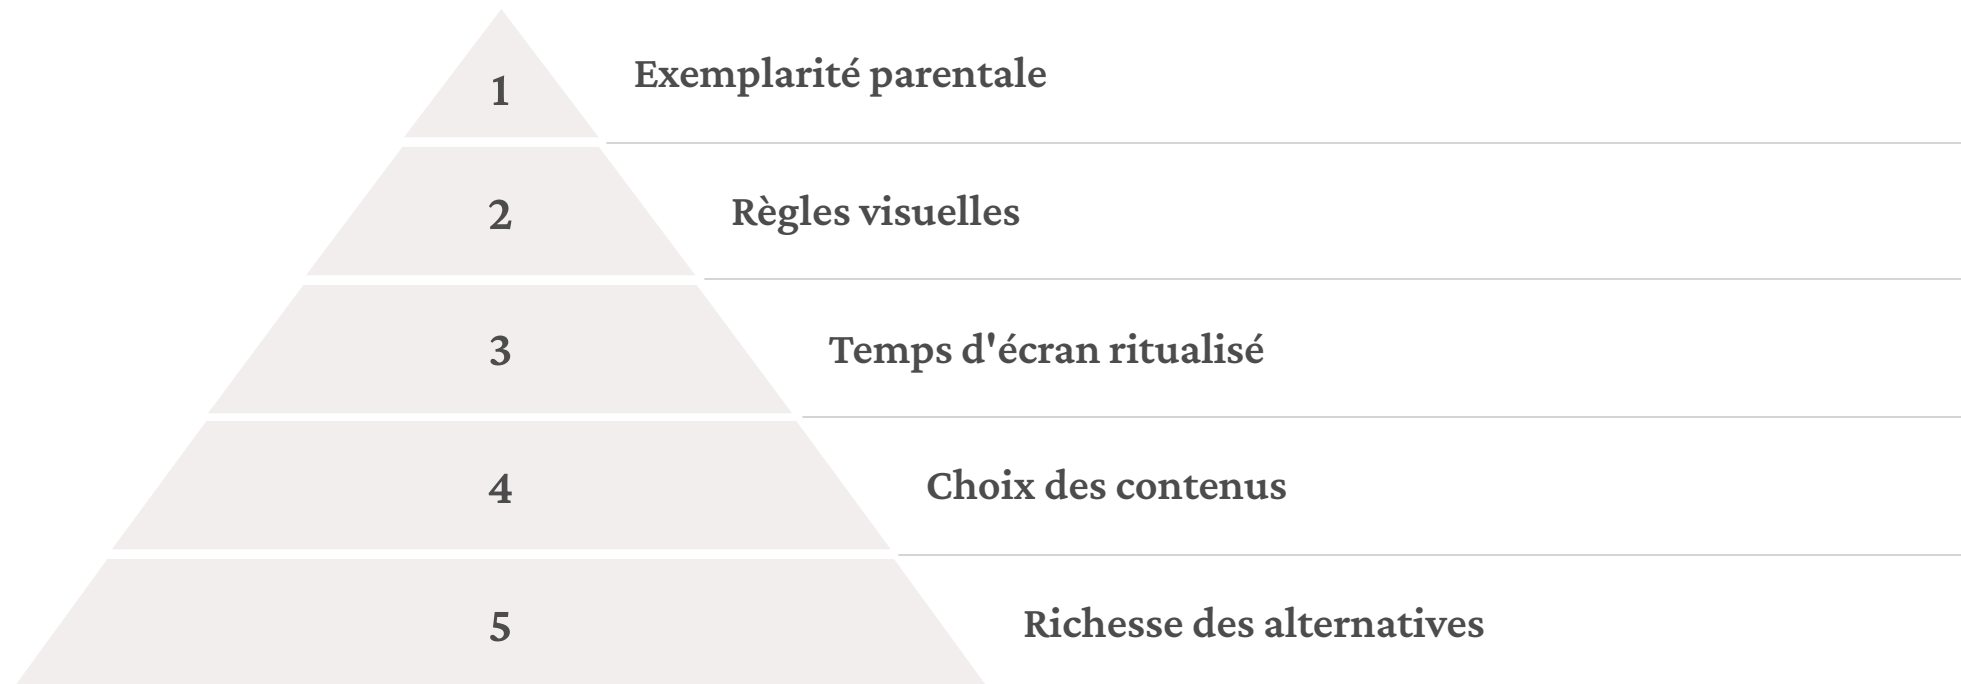 1
Exemplarité parentale
2
Règles visuelles
3
Temps d'écran ritualisé
4
Choix des contenus
5
Richesse des alternatives